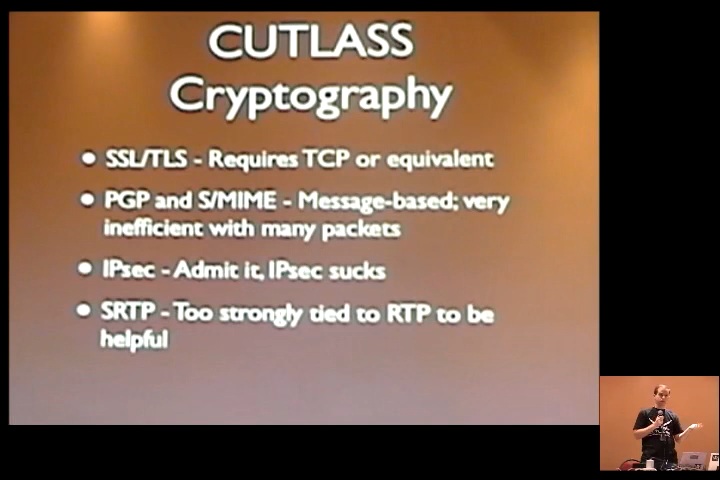 CUTLASS
Cryptography
SSL/TLS - Requires TCP or equivalent
PGP and S/MIME - Message-based; very
inefficient with many packets
IPsec - Admit it, IPsec sucks
SRTP - Too strongly tied to RTP to be
helpful